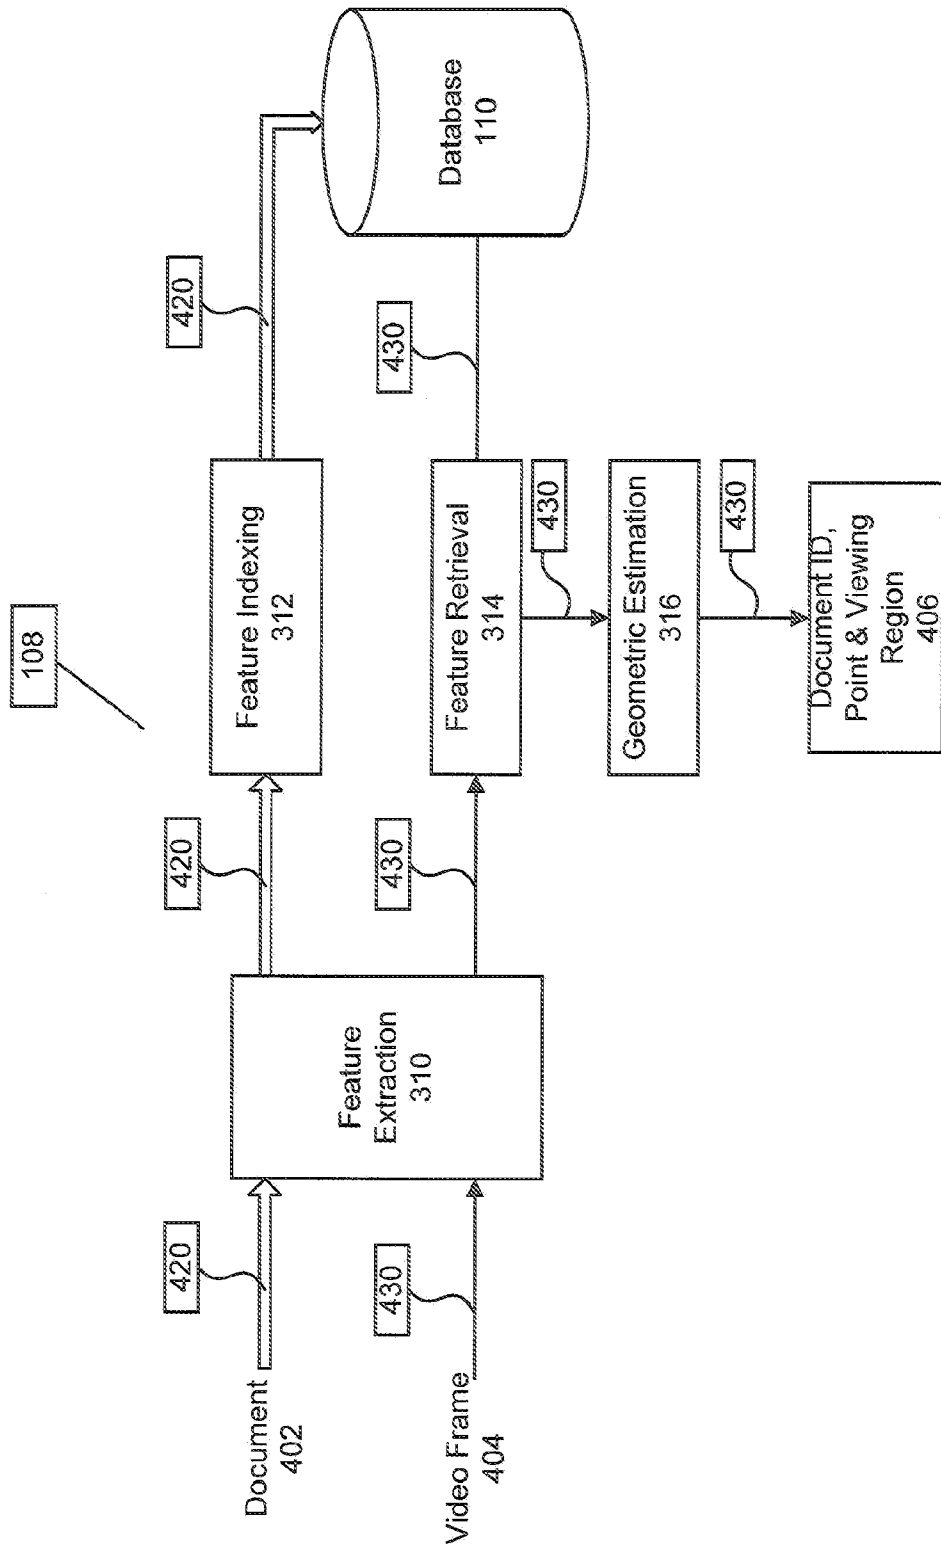 108
420
420
420
Document
402
Feature Indexing
312
Feature
Extraction
310
Database
110
430
430
430
Video Frame
404
Feature Retrieval
314
430
Geometric Estimation
316
430
Document ID,
Point & Viewing
Region
406